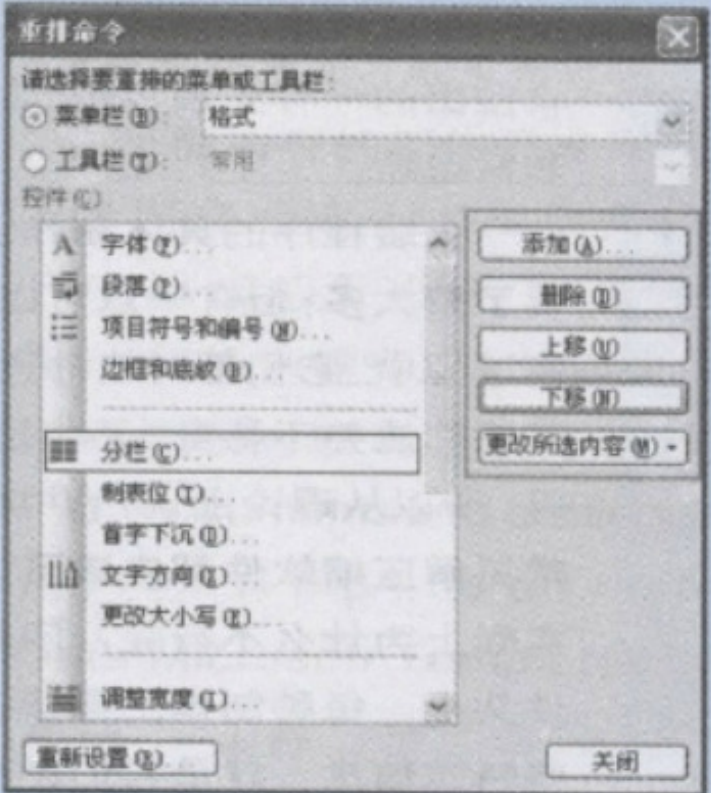 重排命令
请选择要重排的菜单或工具栏：
菜单栏(B)： 格式
工具栏(T)： 常用
控件(C)
字体(F)...
段落(P)...
项目符号和编号(N)...
边框和底纹(B)...
分栏(C)...
制表位(T)...
首字下沉(D)...
文字方向(X)...
更改大小写(E)...
调整宽度(I)...
添加(A)...
删除(D)
上移(U)
下移(N)
更改所选内容(M)
重新设置(R)...
关闭